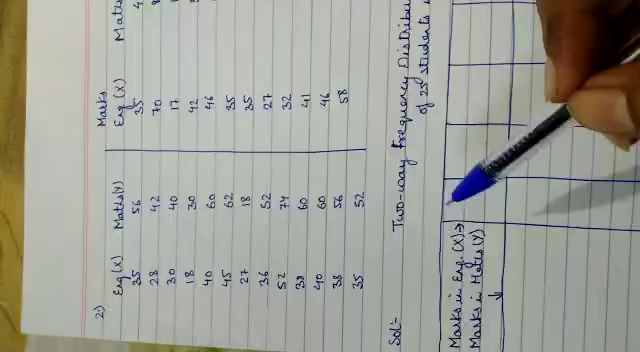 2) Marks
Eng (X) Maths (Y) Eng (X) Maths
35 56 35
28 42 70
30 40 17
18 30 42
40 60 46
45 62 35
27 18 35
36 52 27
52 74 32
38 60 41
40 60 46
38 56 58
35 52
Sol:- Two-way Frequency Distribu
of 25 students
Marks in Eng. (X)→
Marks in Maths (Y)
↓